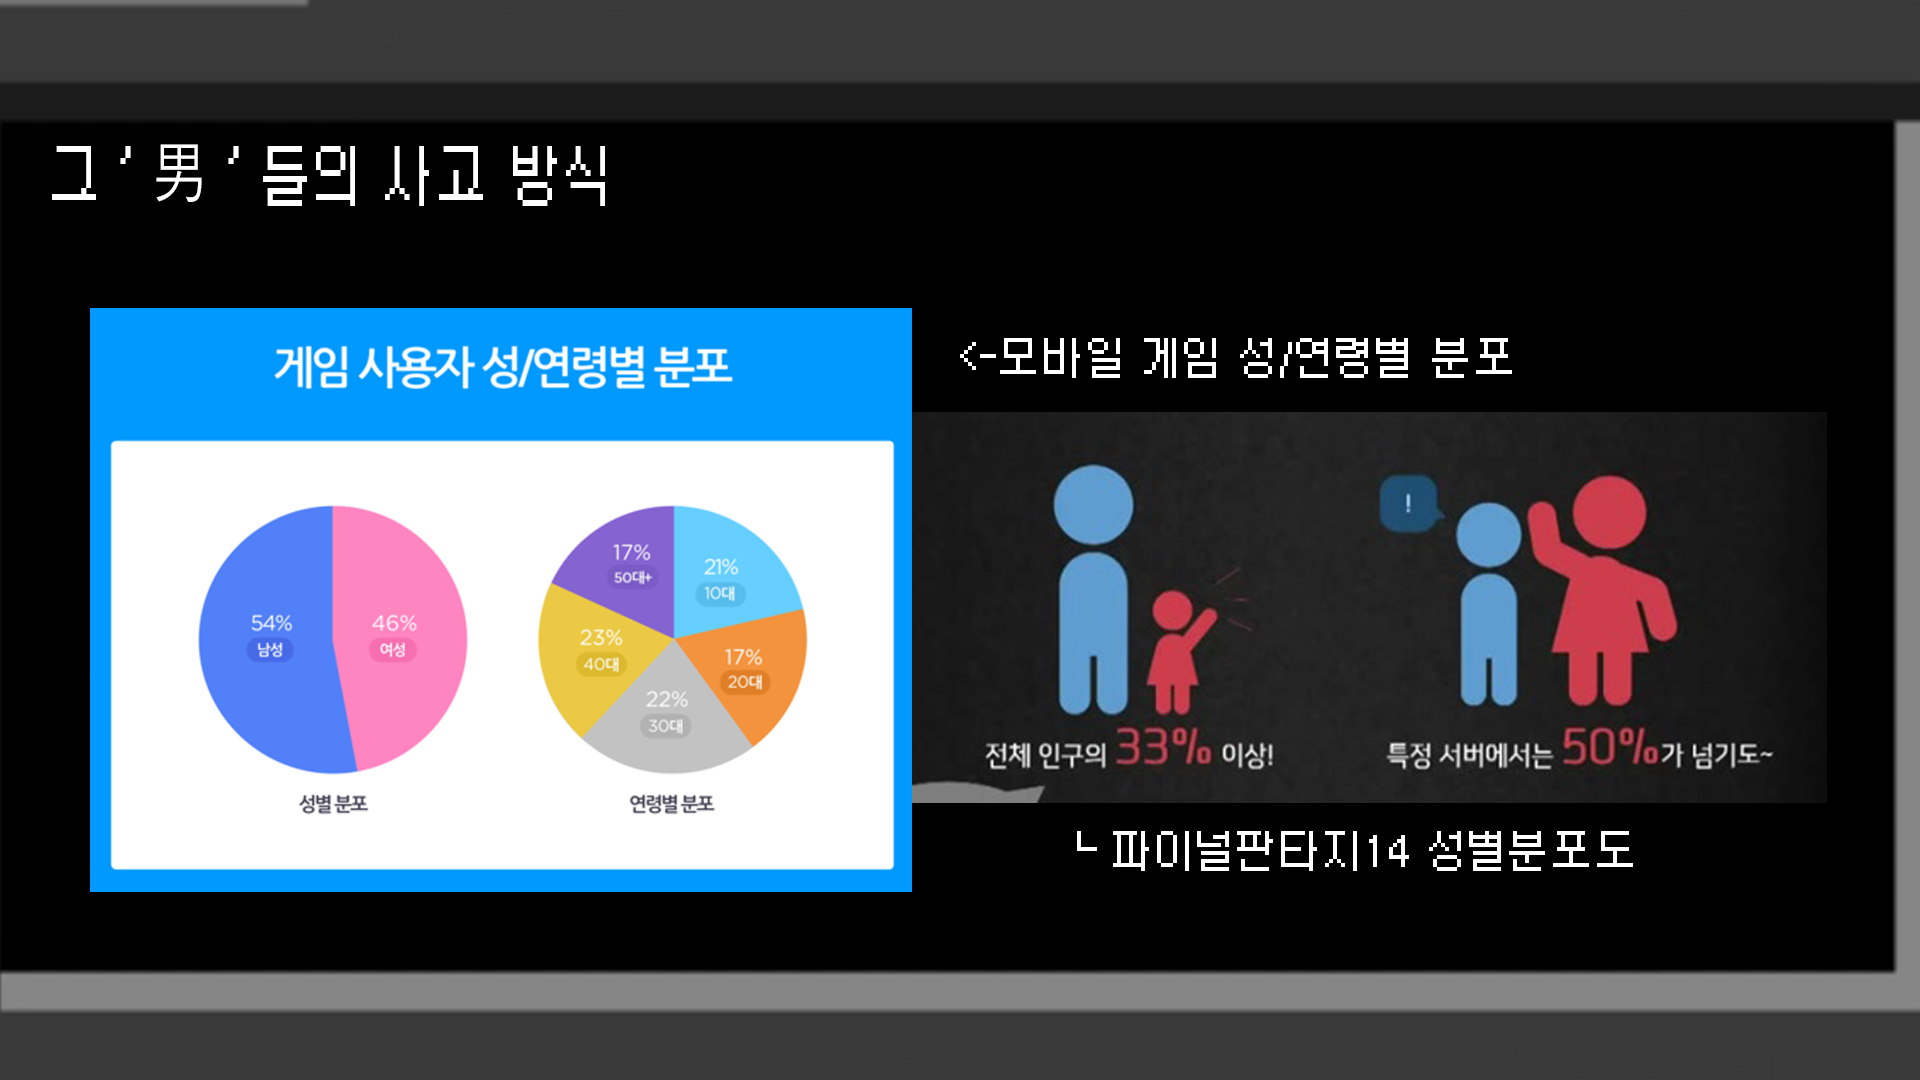 그 '男' 들의 사고 방식
게임 사용자 성/연령별 분포
54%
남성
46%
여성
성별 분포
17%
50대+
21%
10대
23%
40대
17%
20대
22%
30대
연령별 분포
<-모바일 게임 성/연령별 분포
!
전체 인구의 33% 이상!
특정 서버에서는 50%가 넘기도~
ㄴ파이널판타지14 성별분포도